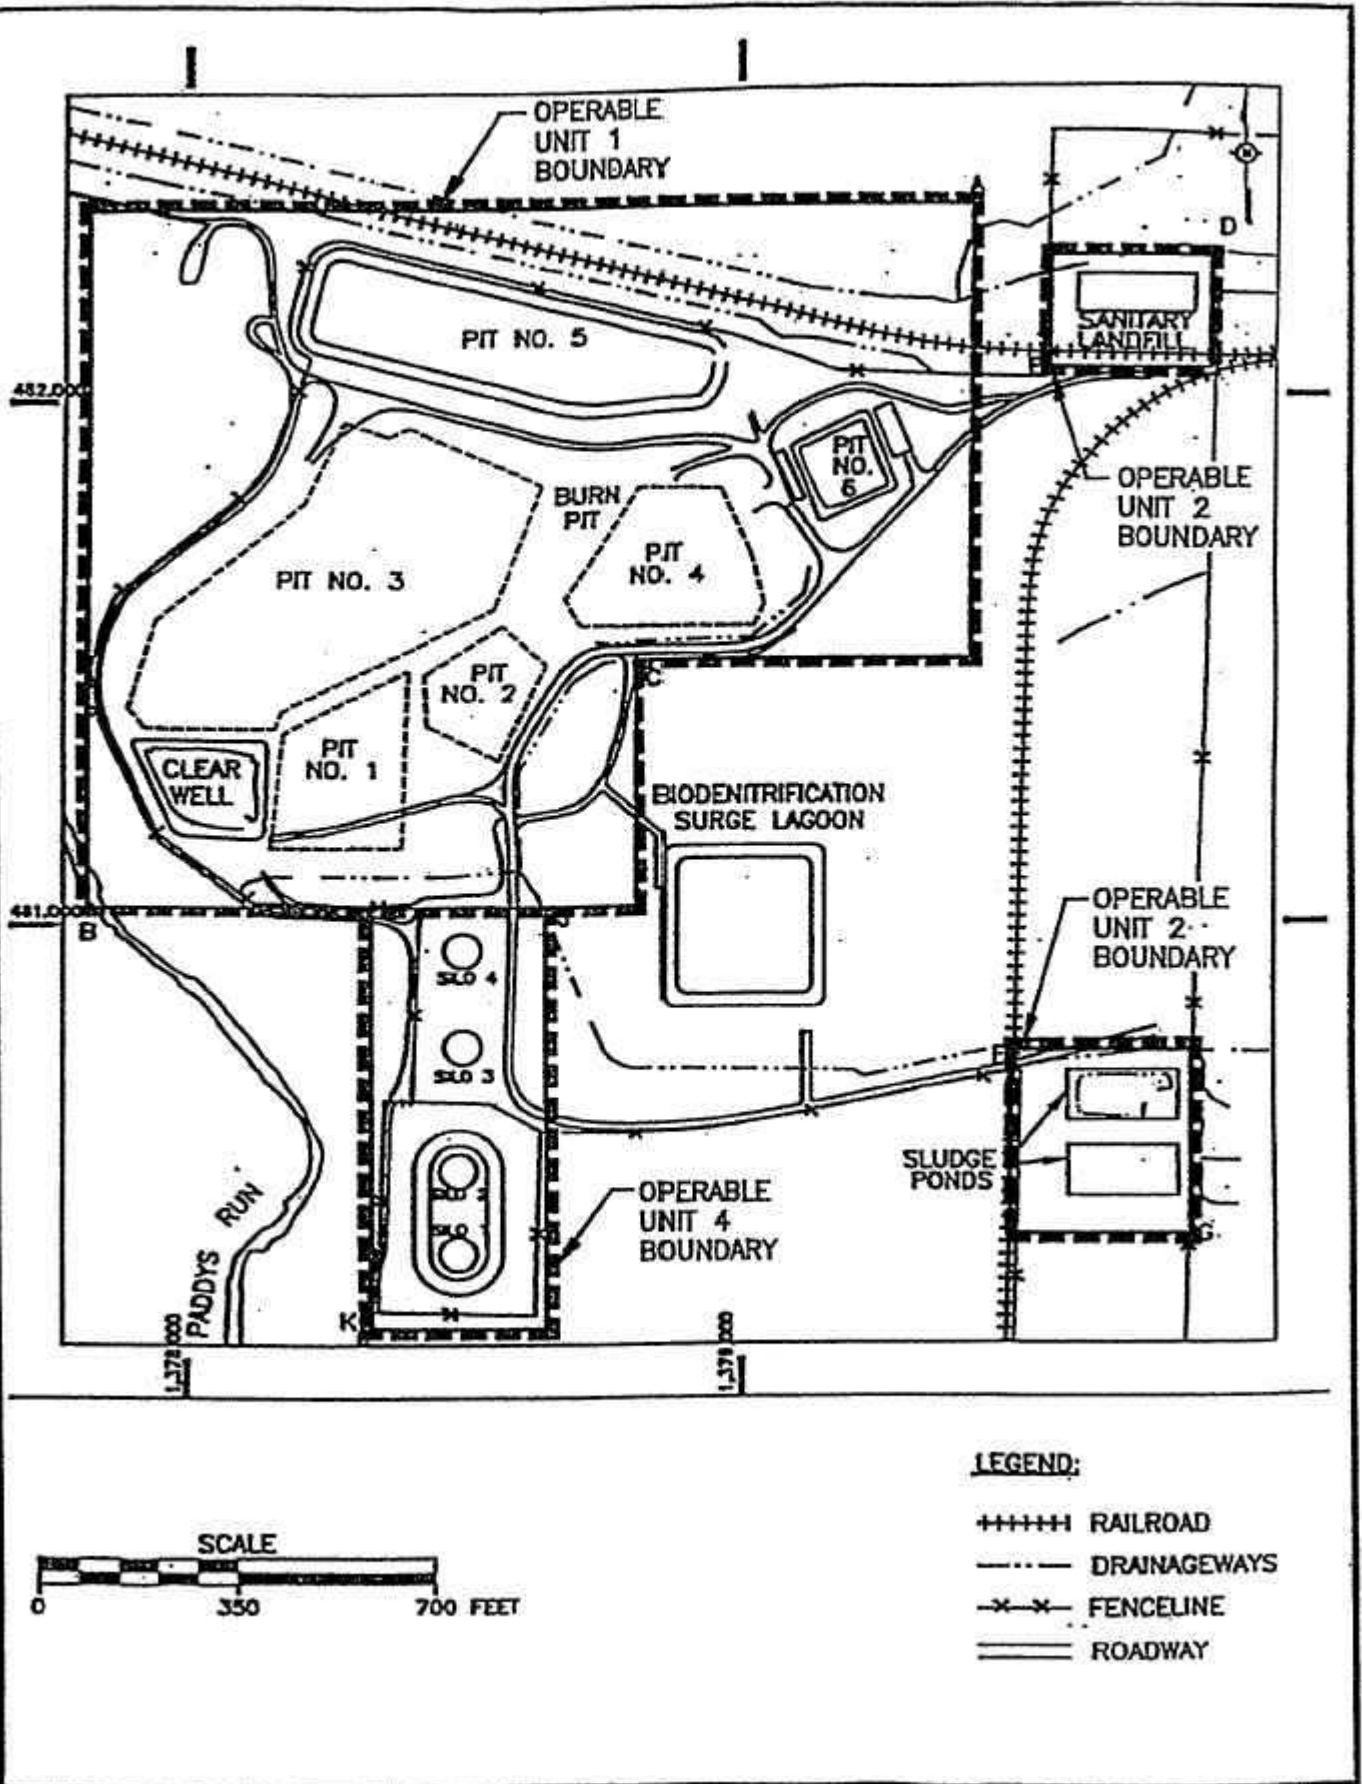 OPERABLE
UNIT 1
BOUNDARY
A
N
D
SANITARY
LANDFILL
PIT NO. 5
482,000
PIT
NO.
6
OPERABLE
UNIT 2
BOUNDARY
BURN
PIT
PIT
NO. 4
PIT NO. 3
PIT
NO. 2
C
PIT
NO. 1
CLEAR
WELL
BIODENITRIFICATION
SURGE LAGOON
481,000
B
OPERABLE
UNIT 2
BOUNDARY
SILO 4
SILO 3
F
SLUDGE
PONDS
SILO 2
SILO 1
OPERABLE
UNIT 4
BOUNDARY
G
PADDYS RUN
K
1,378,000
1,379,000
LEGEND:
RAILROAD
DRAINAGEWAYS
FENCELINE
ROADWAY
SCALE
0 350 700 FEET